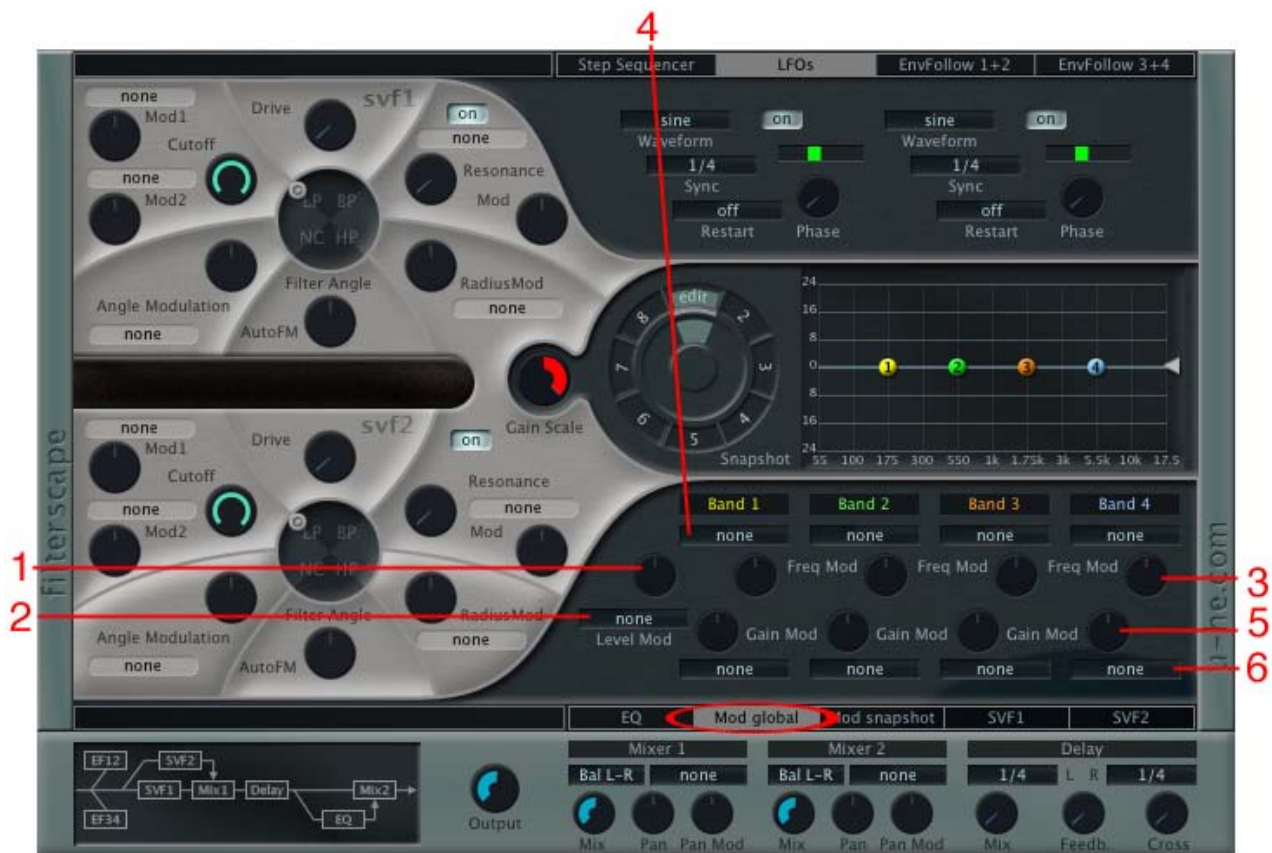 4
Step Sequencer LFOs EnvFollow 1+2 EnvFollow 3+4
none
Mod1
Cutoff
none
Mod2
Drive
svf1
on
none
Resonance
Mod
LP BP
NC HP
Filter Angle
RadiusMod
none
Angle Modulation
none
AutoFM
sine
on
Waveform
1/4
Sync
off
Restart
Phase
sine
on
Waveform
1/4
Sync
off
Restart
Phase
Gain Scale
edit
2
3
4
5
6
7
8
Snapshot
24
16
8
0
8
16
24
1 2 3 4
55 100 175 300 550 1k 1.75k 3k 5.5k 10k 17.5
filterscape
none
Mod1
Cutoff
none
Mod2
Drive
svf2
on
Resonance
none
Mod
LP BP
NC HP
Filter Angle
RadiusMod
none
Angle Modulation
none
AutoFM
Band 1 Band 2 Band 3 Band 4
none none none none
1
Freq Mod Freq Mod Freq Mod
3
2
none
Level Mod
Gain Mod Gain Mod Gain Mod
5
none none none none
6
EQ Mod global Mod snapshot SVF1 SVF2
EF12
SVF2
SVF1 Mix1 Delay Mix2
EF34
EQ
Output
Mixer 1
Bal L-R none
Mix Pan Pan Mod
Mixer 2
Bal L-R none
Mix Pan Pan Mod
Delay
1/4 L R 1/4
Mix Feedb. Cross